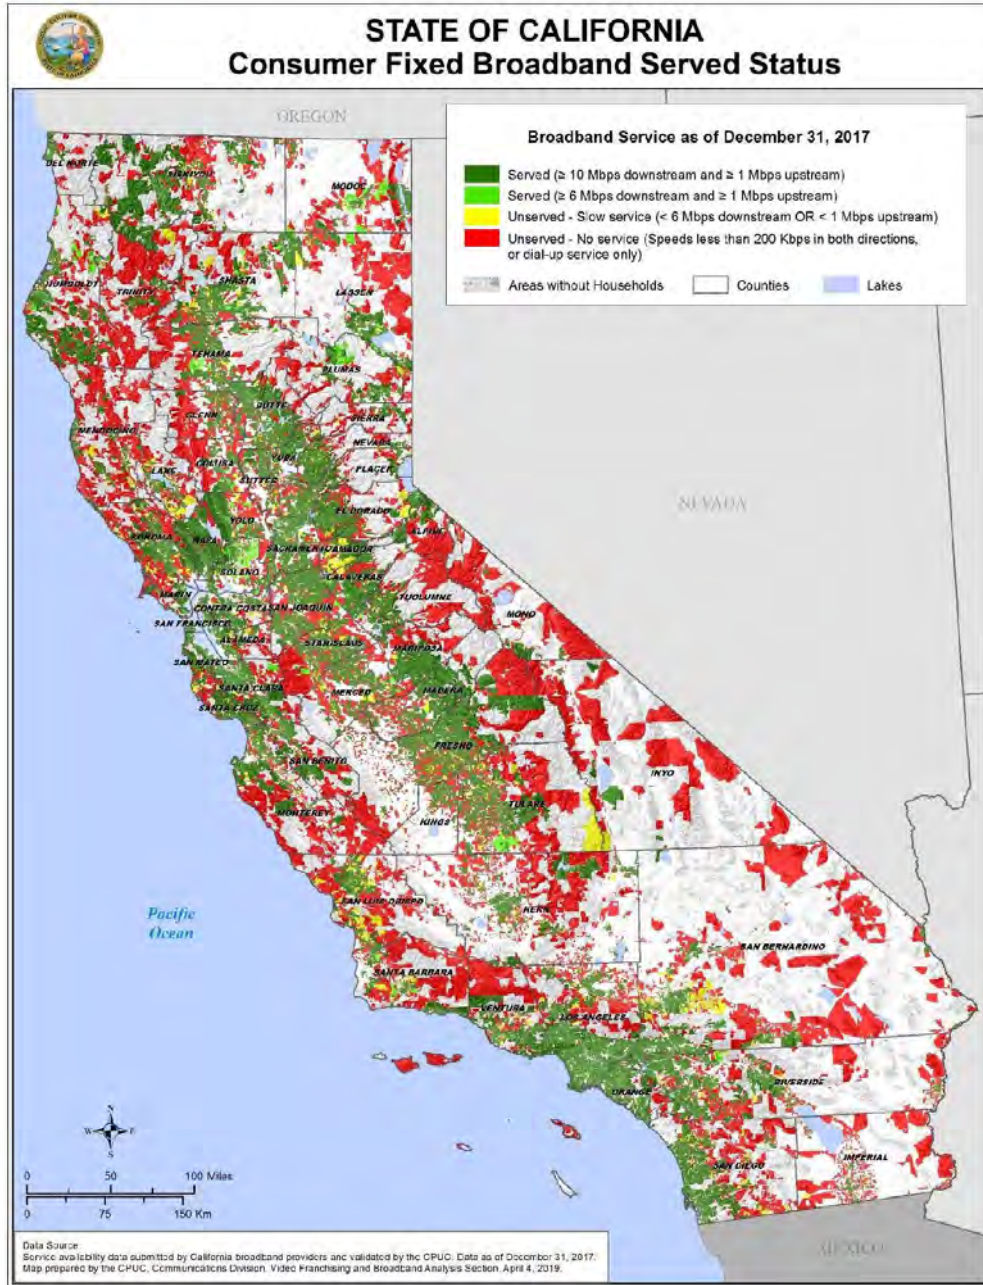 STATE OF CALIFORNIA
Consumer Fixed Broadband Served Status
OREGON
Broadband Service as of December 31, 2017
Served (≥ 10 Mbps downstream and ≥ 1 Mbps upstream)
Served (≥ 6 Mbps downstream and ≥ 1 Mbps upstream)
Unserved - Slow service (< 6 Mbps downstream OR < 1 Mbps upstream)
Unserved - No service (Speeds less than 200 Kbps in both directions,
or dial-up service only)
Areas without Households
Counties
Lakes
DEL NORTE
SISKIYOU
MODOC
HUMBOLDT
TRINITY
SHASTA
LASSEN
TEHAMA
PLUMAS
BUTTE
GLENN
SIERRA
MENDOCINO
NEVADA
YUBA
COLUSA
LAKE
PLACER
SUTTER
NEVADA
EL DORADO
YOLO
ALPINE
SONOMA
NAPA
SACRAMENTO
AMADOR
SOLANO
CALAVERAS
MARIN
TUOLUMNE
CONTRA COSTA
SAN JOAQUIN
MONO
SAN FRANCISCO
ALAMEDA
STANISLAUS
MARIPOSA
SAN MATEO
SANTA CLARA
MERCED
MADERA
SANTA CRUZ
FRESNO
SAN BENITO
INYO
TULARE
MONTEREY
KINGS
SAN LUIS OBISPO
KERN
Pacific
Ocean
SAN BERNARDINO
SANTA BARBARA
VENTURA
LOS ANGELES
RIVERSIDE
ORANGE
SAN DIEGO
IMPERIAL
N
W E
S
0 50 100 Miles
0 75 150 Km
MEXICO
Data Source
Service availability data submitted by California broadband providers and validated by the CPUC. Data as of December 31, 2017.
Map prepared by the CPUC, Communications Division, Video Franchising and Broadband Analysis Section, April 4, 2019.